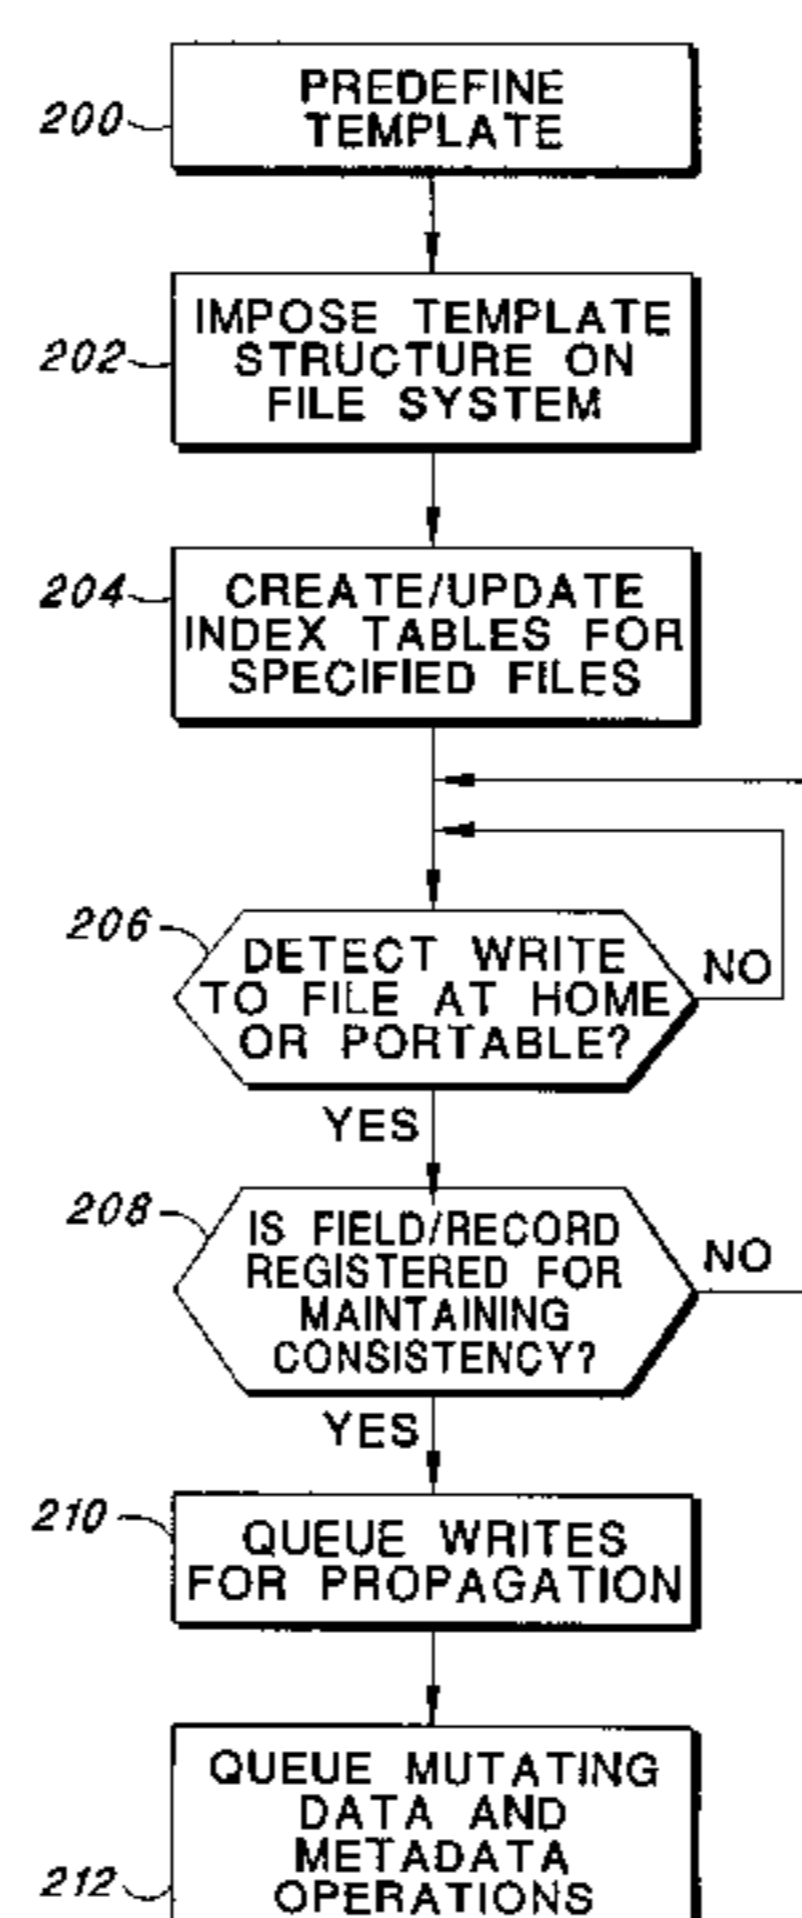 PREDEFINE
200
TEMPLATE
IMPOSE TEMPLATE
202
STRUCTURE ON
FILE SYSTEM
204
CREATE/UPDATE
INDEX TABLES FOR
SPECIFIED FILES
206
DETECT WRITE
NO
TO FILE AT HOME
OR PORTABLE?
YES
208
IS FIELD/RECORD
NO
REGISTERED FOR
MAINTAINING
CONSISTENCY?
YES
210
QUEUE WRITES
FOR PROPAGATION
QUEUE MUTATING
DATA AND
METADATA
212
OPERATIONS